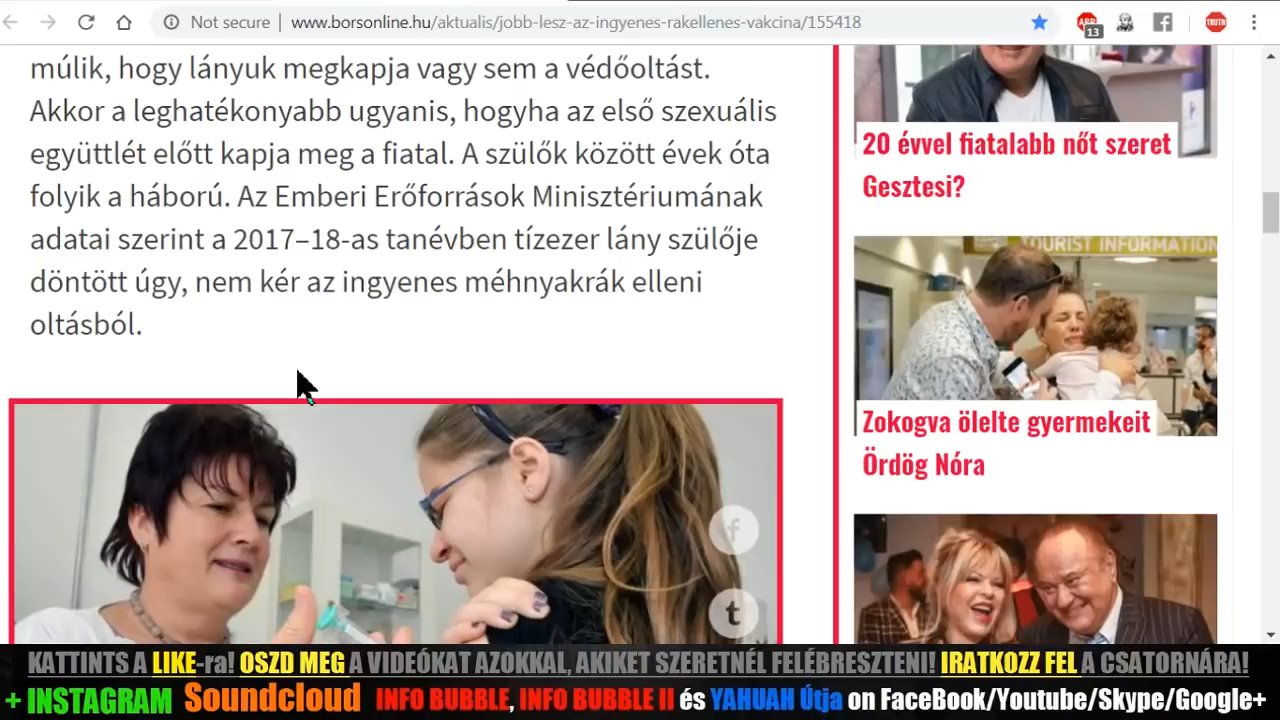 Not secure | www.borsonline.hu/aktualis/jobb-lesz-az-ingyenes-rakellenes-vakcina/155418
ABP
13
TRUTH
múlik, hogy lányuk megkapja vagy sem a védőoltást.
Akkor a leghatékonyabb ugyanis, hogyha az első szexuális
együttlét előtt kapja meg a fiatal. A szülők között évek óta
folyik a háború. Az Emberi Erőforrások Minisztériumának
adatai szerint a 2017–18-as tanévben tízezer lány szülője
döntött úgy, nem kér az ingyenes méhnyakrák elleni
oltásból.
20 évvel fiatalabb nőt szeret
Gesztesi?
TOURIST INFORMATION
Zokogva ölelte gyermekeit
Ördög Nóra
f
t
KATTINTS A LIKE-ra! OSZD MEG A VIDEÓKAT AZOKKAL, AKIKET SZERETNÉL FELÉBRESZTENI! IRATKOZZ FEL A CSATORNÁRA!
+ INSTAGRAM Soundcloud INFO BUBBLE, INFO BUBBLE II és YAHUAH Útja on FaceBook/Youtube/Skype/Google+